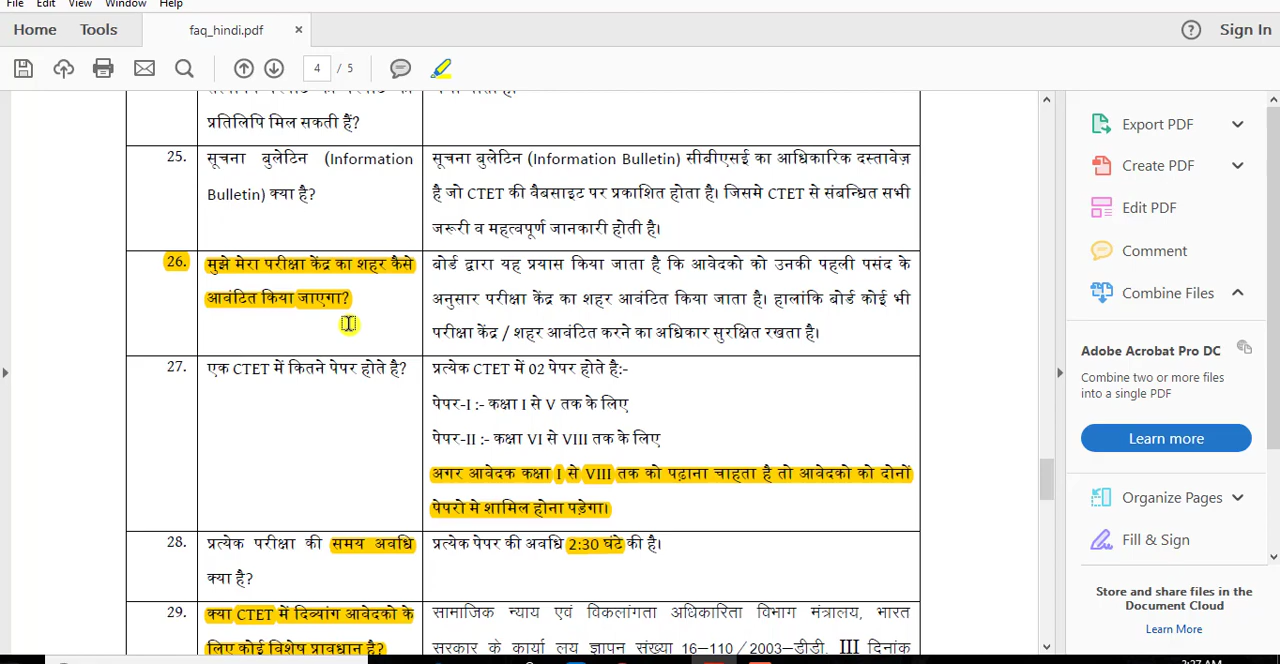 File Edit View Window Help
Home Tools faq_hindi.pdf × Sign In
4 / 5
प्रतिलिपि मिल सकती हैं?
25. सूचना बुलेटिन (Information
Bulletin) क्या है?
सूचना बुलेटिन (Information Bulletin) सीबीएसई का आधिकारिक दस्तावेज़
है जो CTET की वैबसाइट पर प्रकाशित होता है। जिसमे CTET से संबन्धित सभी
जरूरी व महत्वपूर्ण जानकारी होती है।
26. मुझे मेरा परीक्षा केंद्र का शहर कैसे
आवंटित किया जाएगा?
बोर्ड द्वारा यह प्रयास किया जाता है कि आवेदको को उनकी पहली पसंद के
अनुसार परीक्षा केंद्र का शहर आवंटित किया जाता है। हालांकि बोर्ड कोई भी
परीक्षा केंद्र / शहर आवंटित करने का अधिकार सुरक्षित रखता है।
27. एक CTET में कितने पेपर होते है?
प्रत्येक CTET में 02 पेपर होते है:-
पेपर-I :- कक्षा I से V तक के लिए
पेपर-II :- कक्षा VI से VIII तक के लिए
अगर आवेदक कक्षा I से VIII तक को पढ़ाना चाहता है तो आवेदको को दोनों
पेपरो मे शामिल होना पड़ेगा।
28. प्रत्येक परीक्षा की समय अवधि
क्या है?
प्रत्येक पेपर की अवधि 2:30 घंटे की है।
29. क्या CTET में दिव्यांग आवेदको के
लिए कोई विशेष प्रावधान है?
सामाजिक न्याय एवं विकलांगता अधिकारिता विभाग मंत्रालय, भारत
सरकार के कार्या लय ज्ञापन संख्या 16–110/2003–डीडी. III दिनांक
Export PDF
Create PDF
Edit PDF
Comment
Combine Files
Adobe Acrobat Pro DC
Combine two or more files
into a single PDF
Learn more
Organize Pages
Fill & Sign
Store and share files in the
Document Cloud
Learn More
2:27 AM